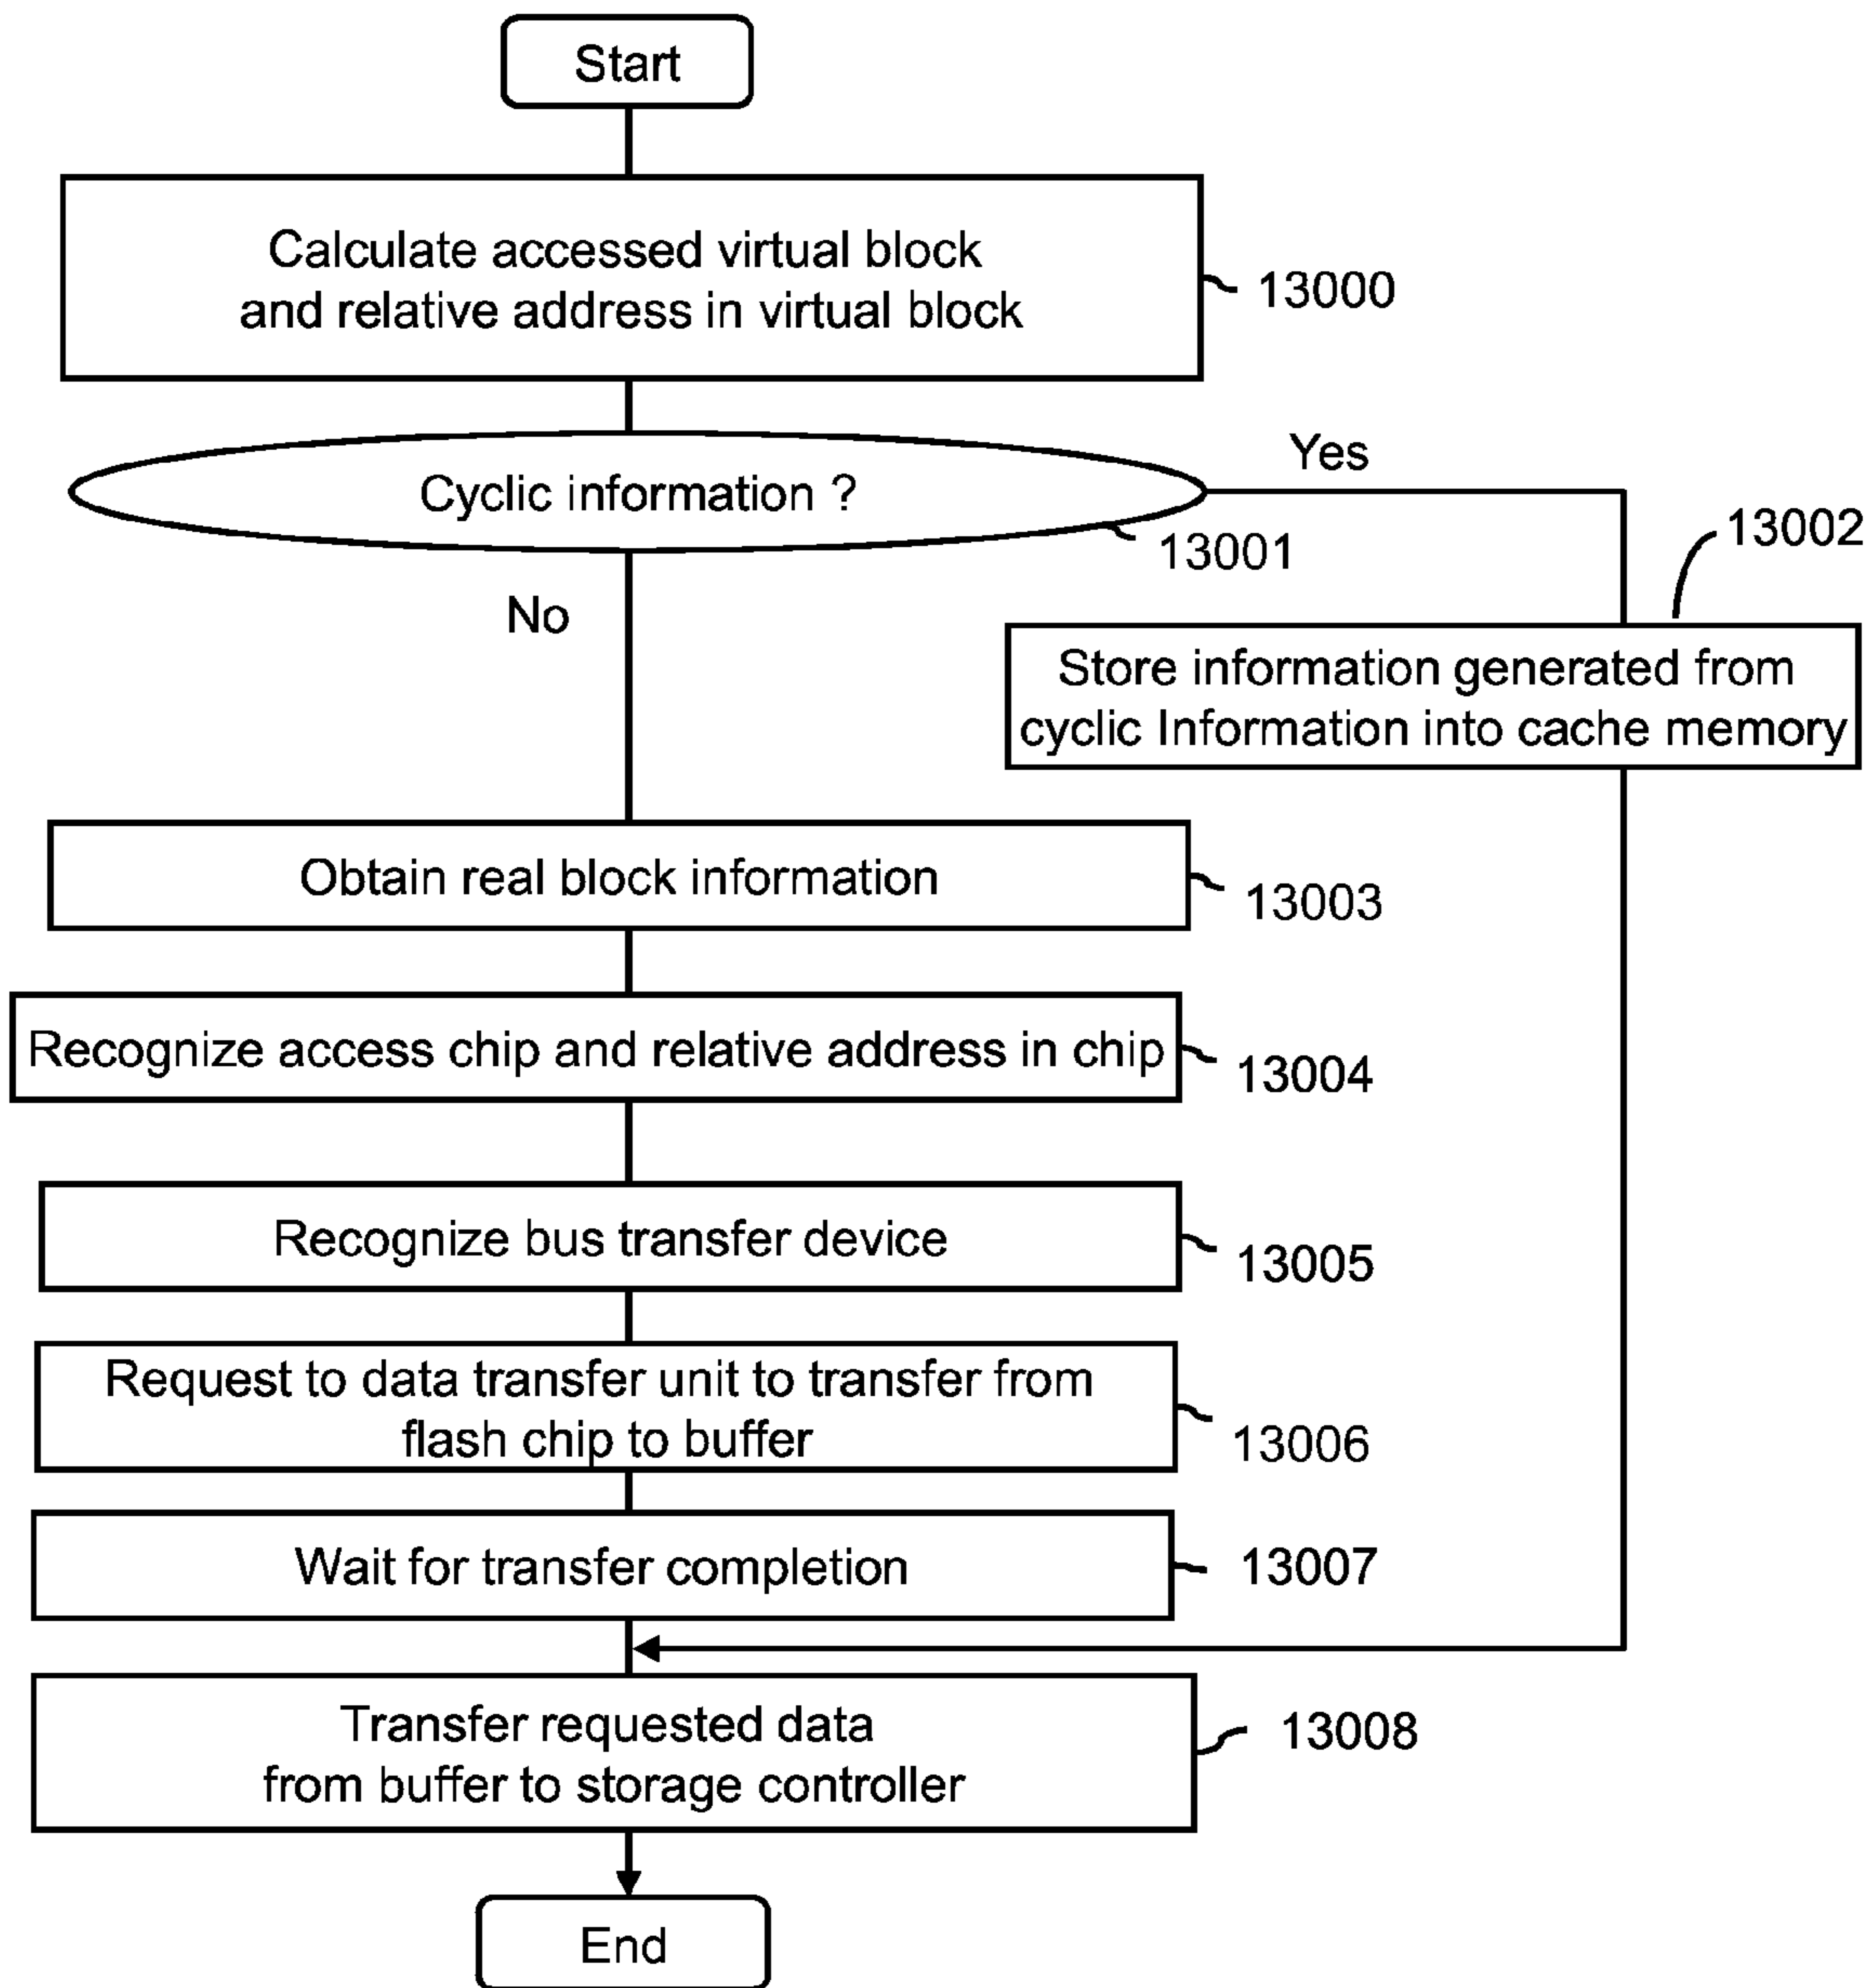 Start
Calculate accessed virtual block
and relative address in virtual block
13000
Cyclic information ?
Yes
13001
13002
No
Store information generated from
cyclic Information into cache memory
Obtain real block information
13003
Recognize access chip and relative address in chip
13004
Recognize bus transfer device
13005
Request to data transfer unit to transfer from
flash chip to buffer
13006
Wait for transfer completion
13007
Transfer requested data
from buffer to storage controller
13008
End